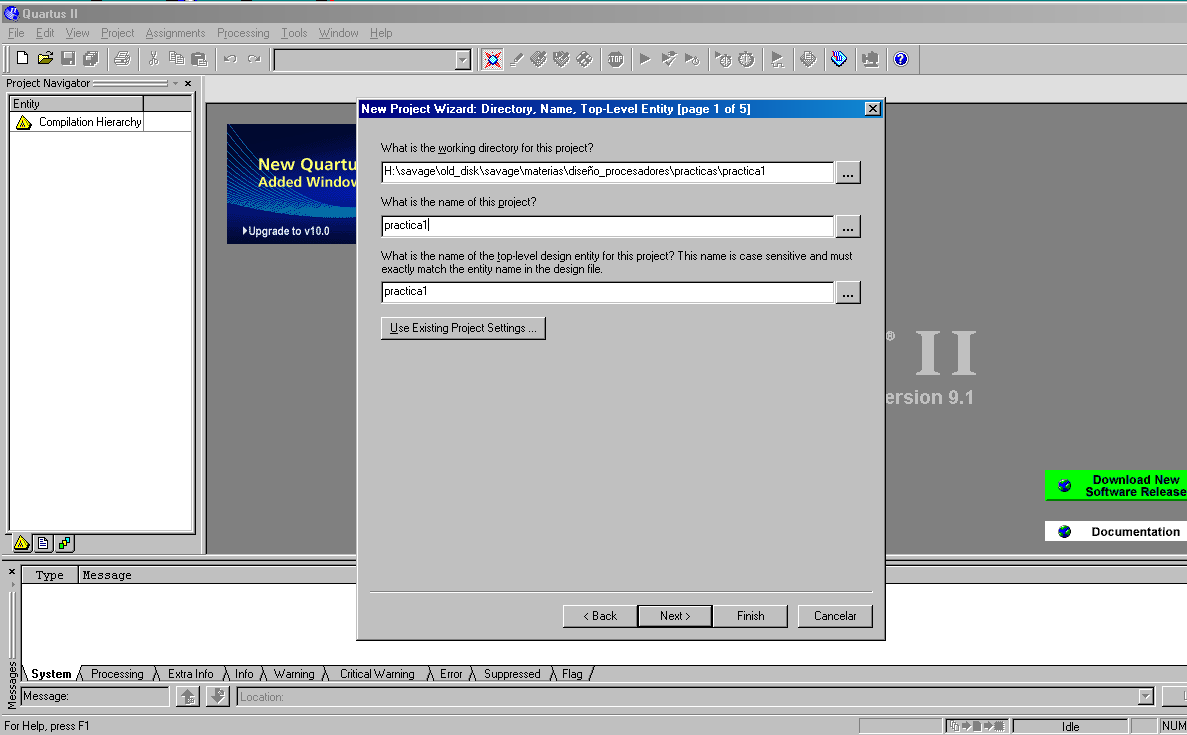 Quartus II
File Edit View Project Assignments Processing Tools Window Help
STOP
Project Navigator
Entity
Compilation Hierarchy
New Quartu
Added Window
Upgrade to v10.0
New Project Wizard: Directory, Name, Top-Level Entity [page 1 of 5]
What is the working directory for this project?
H:\savage\old_disk\savage\materias\diseño_procesadores\practicas\practica1
...
What is the name of this project?
practica1
...
What is the name of the top-level design entity for this project? This name is case sensitive and must
exactly match the entity name in the design file.
practica1
...
Use Existing Project Settings ...
® II
ersion 9.1
Download New
Software Release
Documentation
< Back Next > Finish Cancelar
Type Message
System Processing Extra Info Info Warning Critical Warning Error Suppressed Flag
Messages
Message: Location:
For Help, press F1 Idle NUM